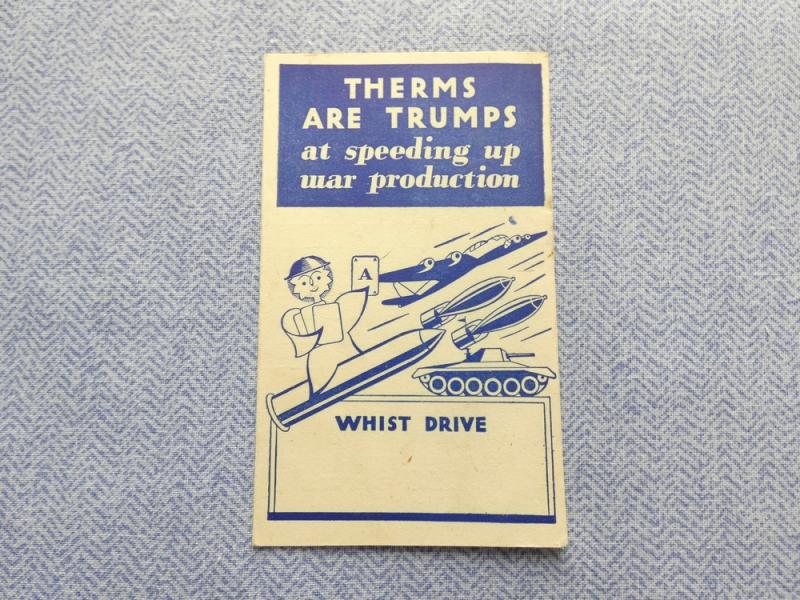 THERMS
ARE TRUMPS
at speeding up
war production
A
WHIST DRIVE